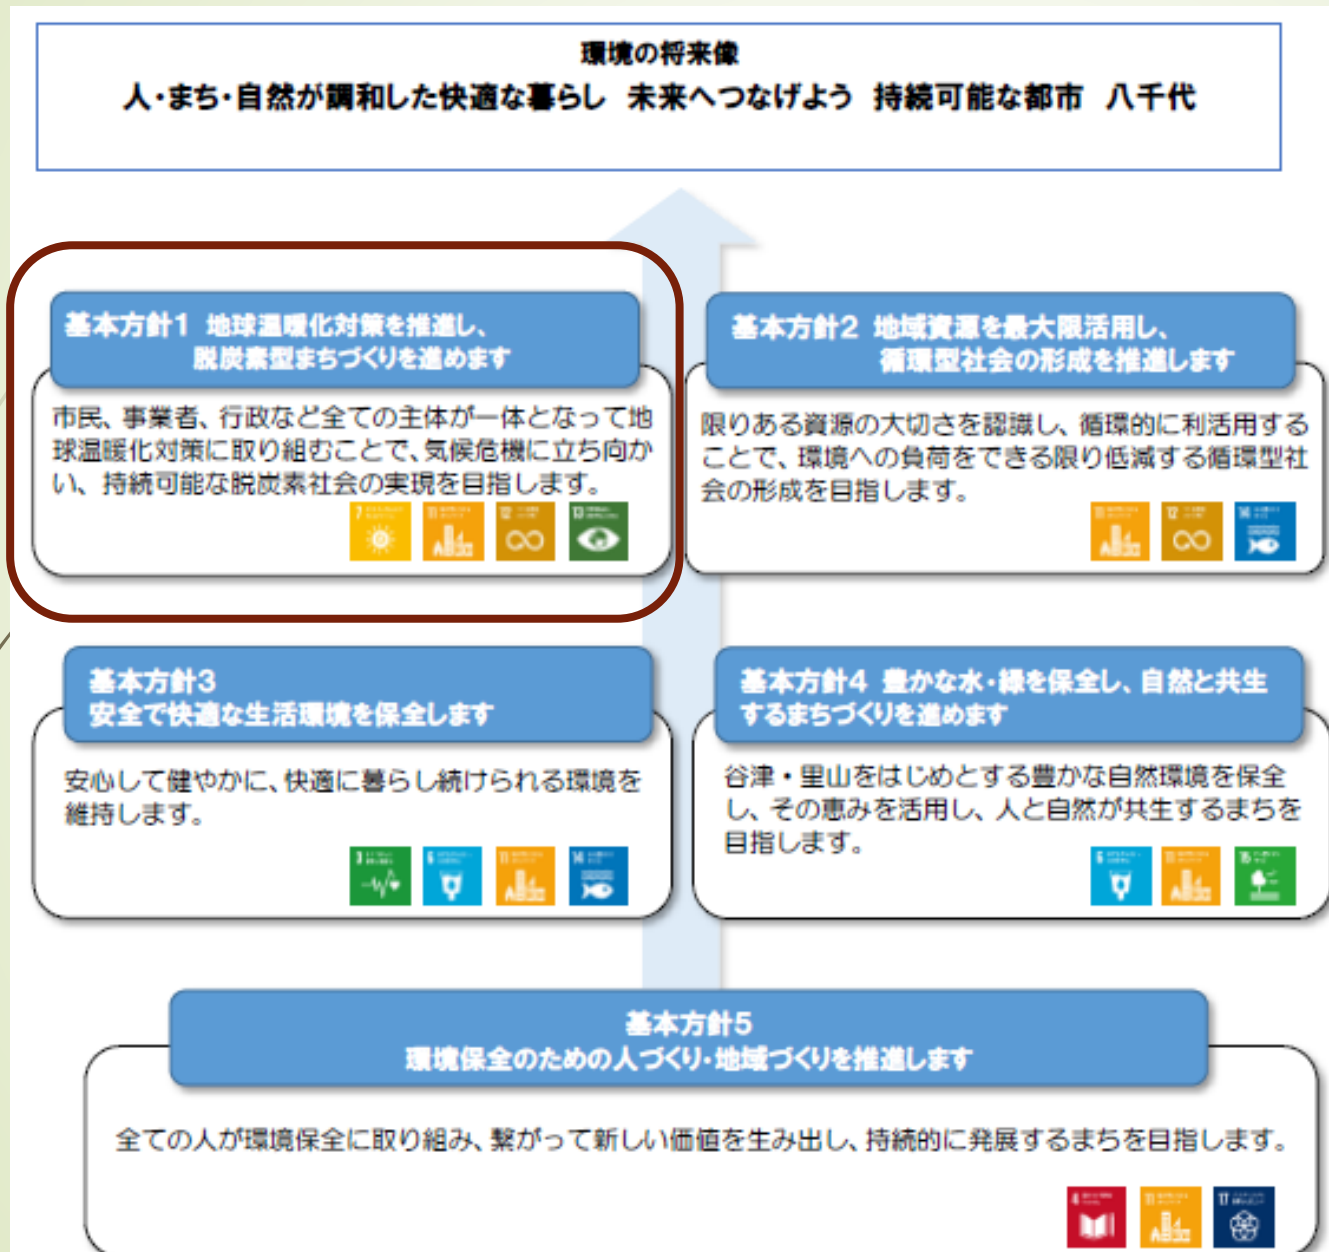 環境の将来像
人・まち・自然が調和した快適な暮らし 未来へつなげよう 持続可能な都市 八千代
基本方針1 地球温暖化対策を推進し、
脱炭素型まちづくりを進めます
市民、事業者、行政など全ての主体が一体となって地
球温暖化対策に取り組むことで、気候危機に立ち向か
い、持続可能な脱炭素社会の実現を目指します。
7
11
12
13
基本方針2 地域資源を最大限活用し、
循環型社会の形成を推進します
限りある資源の大切さを認識し、循環的に利活用する
ことで、環境への負荷をできる限り低減する循環型社
会の形成を目指します。
11
12
14
基本方針3
安全で快適な生活環境を保全します
安心して健やかに、快適に暮らし続けられる環境を
維持します。
3
6
11
14
基本方針4 豊かな水・緑を保全し、自然と共生
するまちづくりを進めます
谷津・里山をはじめとする豊かな自然環境を保全
し、その恵みを活用し、人と自然が共生するまちを
目指します。
6
11
15
基本方針5
環境保全のための人づくり・地域づくりを推進します
全ての人が環境保全に取り組み、繋がって新しい価値を生み出し、持続的に発展するまちを目指します。
4
11
17